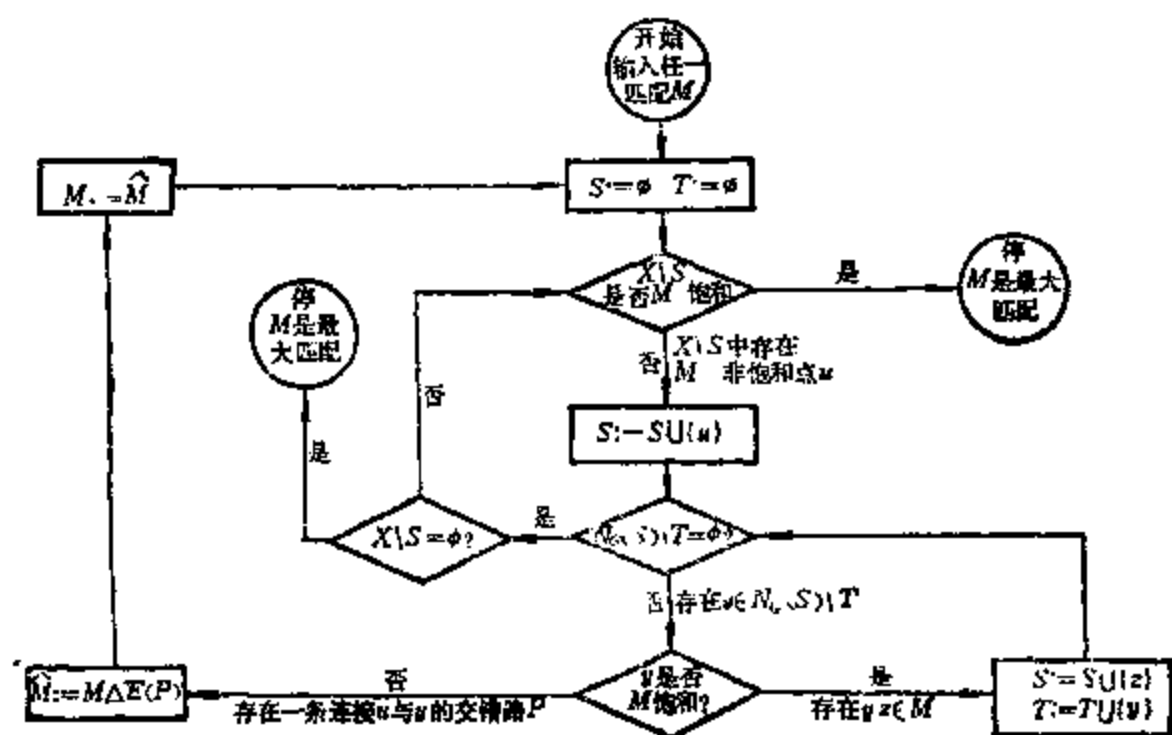 开始
输入任一
匹配M
M:=M̂
S:=φ T:=φ
X\S
是否M 饱和
是
停
M是最大
匹配
停
M是最
大匹配
否
X\S中存在
M 非饱和点u
否
S:=S∪{u}
是
X\S=φ?
是
N_G(S)\T=φ?
否 存在y∈N_G(S)\T
M̂:=M△E(P)
否
存在一条连接u与y的交错路P
y是否
M饱和?
是
存在yz∈M
S:=S∪{z}
T:=T∪{y}